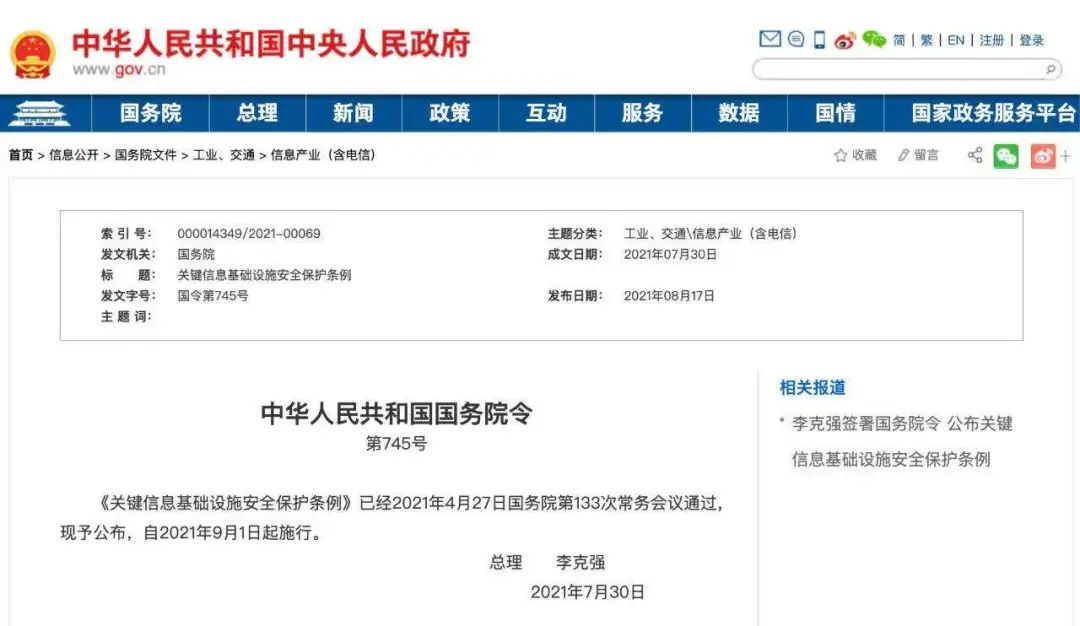 中华人民共和国中央人民政府
www.gov.cn
简 | 繁 | EN | 注册 | 登录
国务院 总理 新闻 政策 互动 服务 数据 国情 国家政务服务平台
首页 > 信息公开 > 国务院文件 > 工业、交通 > 信息产业（含电信）
收藏 留言
索 引 号： 000014349/2021-00069 主题分类： 工业、交通\信息产业（含电信）
发文机关： 国务院 成文日期： 2021年07月30日
标 题： 关键信息基础设施安全保护条例
发文字号： 国令第745号 发布日期： 2021年08月17日
主 题 词：
中华人民共和国国务院令
第745号
《关键信息基础设施安全保护条例》已经2021年4月27日国务院第133次常务会议通过，
现予公布，自2021年9月1日起施行。
总理 李克强
2021年7月30日
相关报道
• 李克强签署国务院令 公布关键
信息基础设施安全保护条例